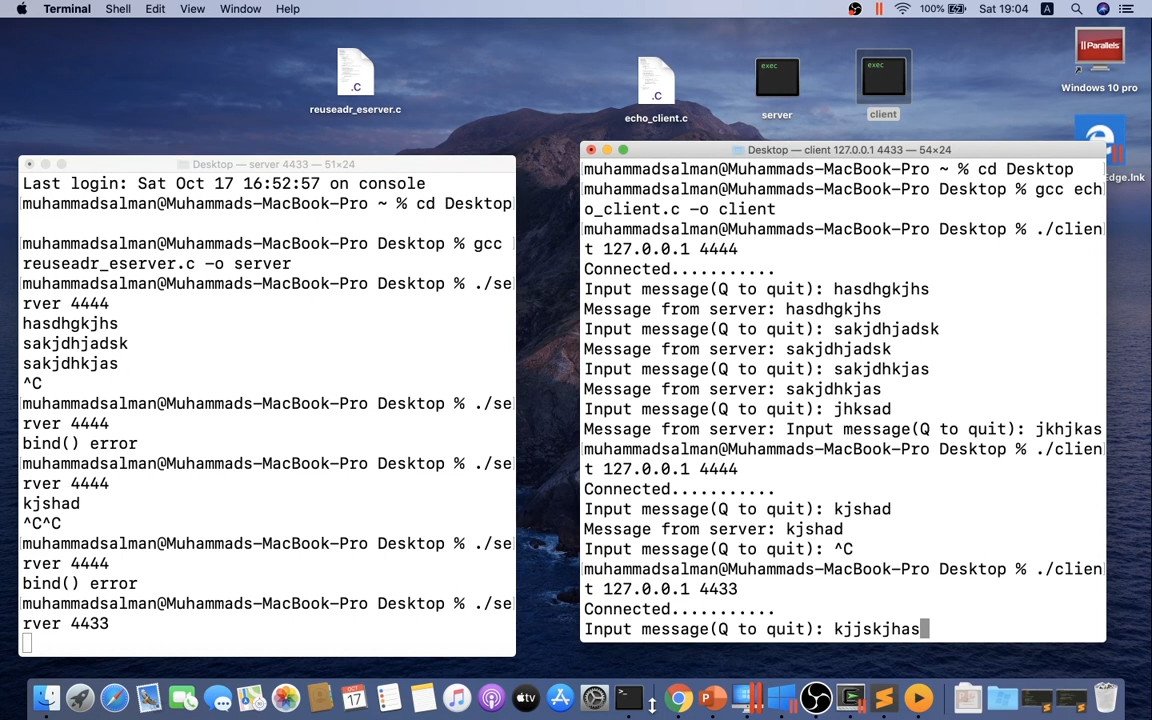 Terminal Shell Edit View Window Help 100% Sat 19:04 A
.C
reuseadr_eserver.c
.C
echo_client.c
exec
server
exec
client
Parallels
Windows 10 pro
Edge.lnk
Desktop — server 4433 — 51×24
Last login: Sat Oct 17 16:52:57 on console
muhammadsalman@Muhammads-MacBook-Pro ~ % cd Desktop
muhammadsalman@Muhammads-MacBook-Pro Desktop % gcc
reuseadr_eserver.c -o server
muhammadsalman@Muhammads-MacBook-Pro Desktop % ./se
rver 4444
hasdhgkjhs
sakjdhjadsk
sakjdhkjas
^C
muhammadsalman@Muhammads-MacBook-Pro Desktop % ./se
rver 4444
bind() error
muhammadsalman@Muhammads-MacBook-Pro Desktop % ./se
rver 4444
kjshad
^C^C
muhammadsalman@Muhammads-MacBook-Pro Desktop % ./se
rver 4444
bind() error
muhammadsalman@Muhammads-MacBook-Pro Desktop % ./se
rver 4433
Desktop — client 127.0.0.1 4433 — 54×24
muhammadsalman@Muhammads-MacBook-Pro ~ % cd Desktop
muhammadsalman@Muhammads-MacBook-Pro Desktop % gcc ech
o_client.c -o client
muhammadsalman@Muhammads-MacBook-Pro Desktop % ./clien
t 127.0.0.1 4444
Connected...........
Input message(Q to quit): hasdhgkjhs
Message from server: hasdhgkjhs
Input message(Q to quit): sakjdhjadsk
Message from server: sakjdhjadsk
Input message(Q to quit): sakjdhkjas
Message from server: sakjdhkjas
Input message(Q to quit): jhksad
Message from server: Input message(Q to quit): jkhjkas
muhammadsalman@Muhammads-MacBook-Pro Desktop % ./clien
t 127.0.0.1 4444
Connected...........
Input message(Q to quit): kjshad
Message from server: kjshad
Input message(Q to quit): ^C
muhammadsalman@Muhammads-MacBook-Pro Desktop % ./clien
t 127.0.0.1 4433
Connected...........
Input message(Q to quit): kjjskjhas
OCT
17
tv